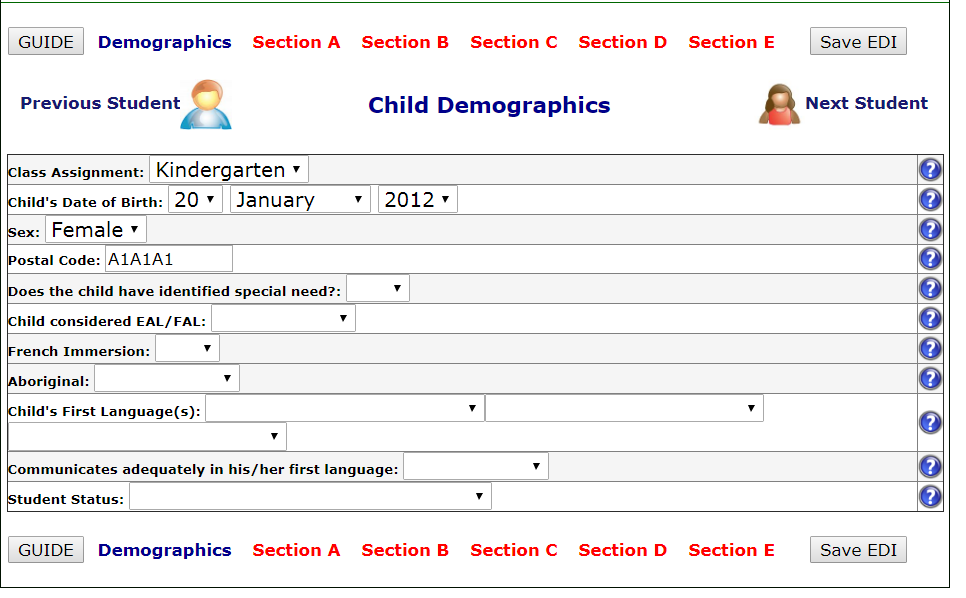 GUIDE Demographics Section A Section B Section C Section D Section E Save EDI
Previous Student Child Demographics Next Student
Class Assignment: Kindergarten ?
Child's Date of Birth: 20 January 2012 ?
Sex: Female ?
Postal Code: A1A1A1 ?
Does the child have identified special need?: ?
Child considered EAL/FAL: ?
French Immersion: ?
Aboriginal: ?
Child's First Language(s): ?
Communicates adequately in his/her first language: ?
Student Status: ?
GUIDE Demographics Section A Section B Section C Section D Section E Save EDI